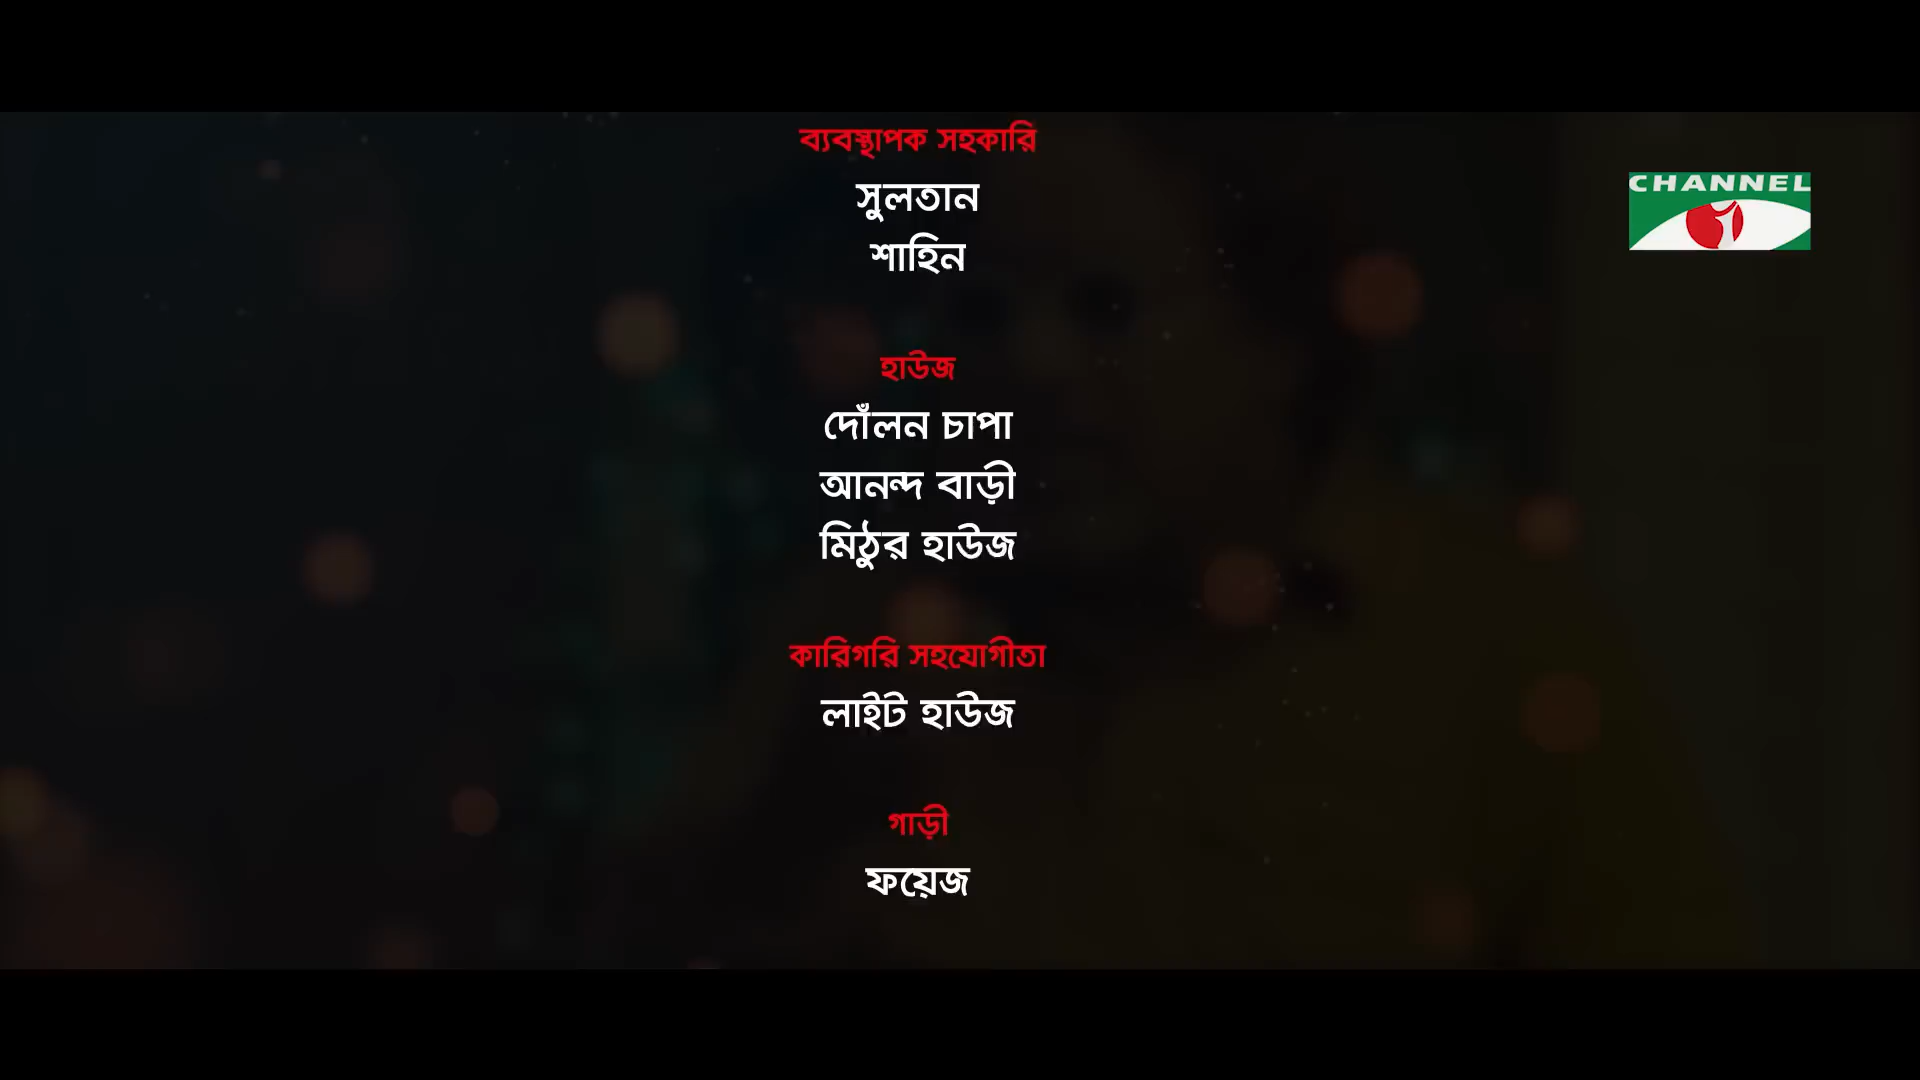 ব্যবস্থাপক সহকারি
সুলতান
শাহিন
CHANNEL
হাউজ
দোঁলন চাপা
আনন্দ বাড়ী
মিঠুর হাউজ
কারিগরি সহযোগীতা
লাইট হাউজ
গাড়ী
ফয়েজ